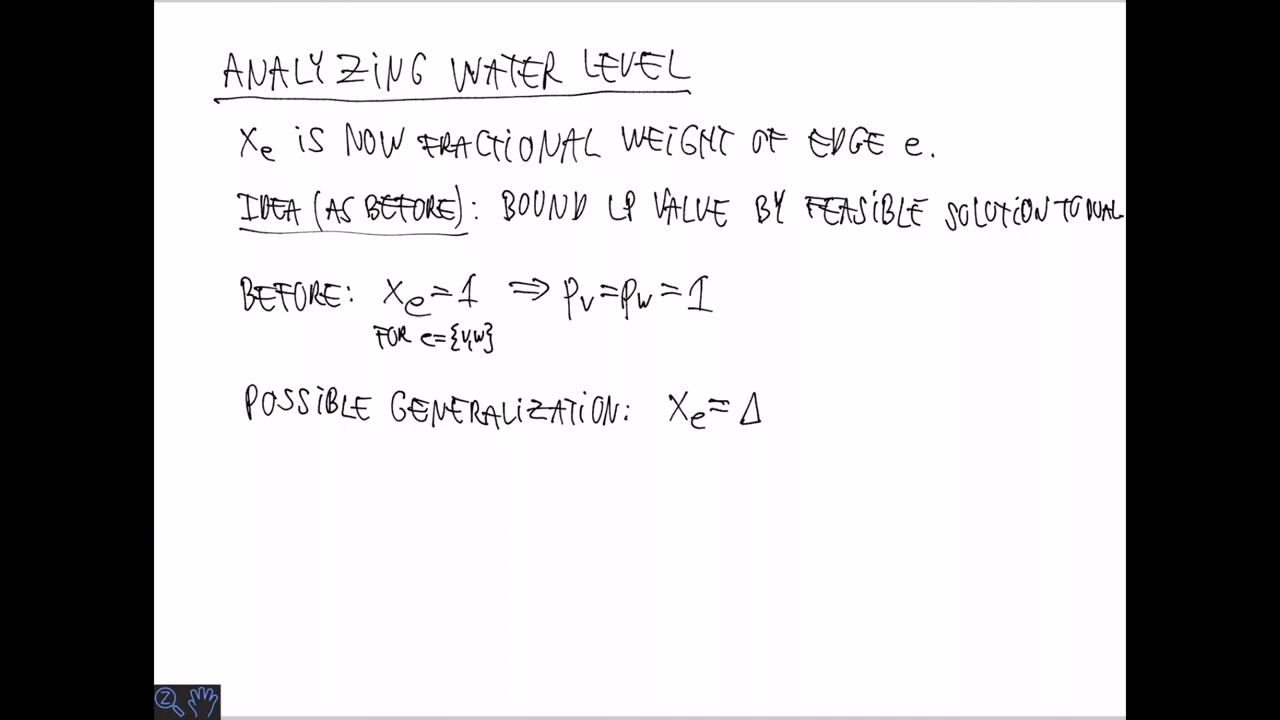 ANALYZING WATER LEVEL
Xe IS NOW FRACTIONAL WEIGHT OF EDGE e.
IDEA (AS BEFORE): BOUND LP VALUE BY FEASIBLE SOLUTION TO DUAL
BEFORE: Xe=1 ⇒ pv=pw=1
FOR e={v,w}
POSSIBLE GENERALIZATION: Xe=Δ
Z